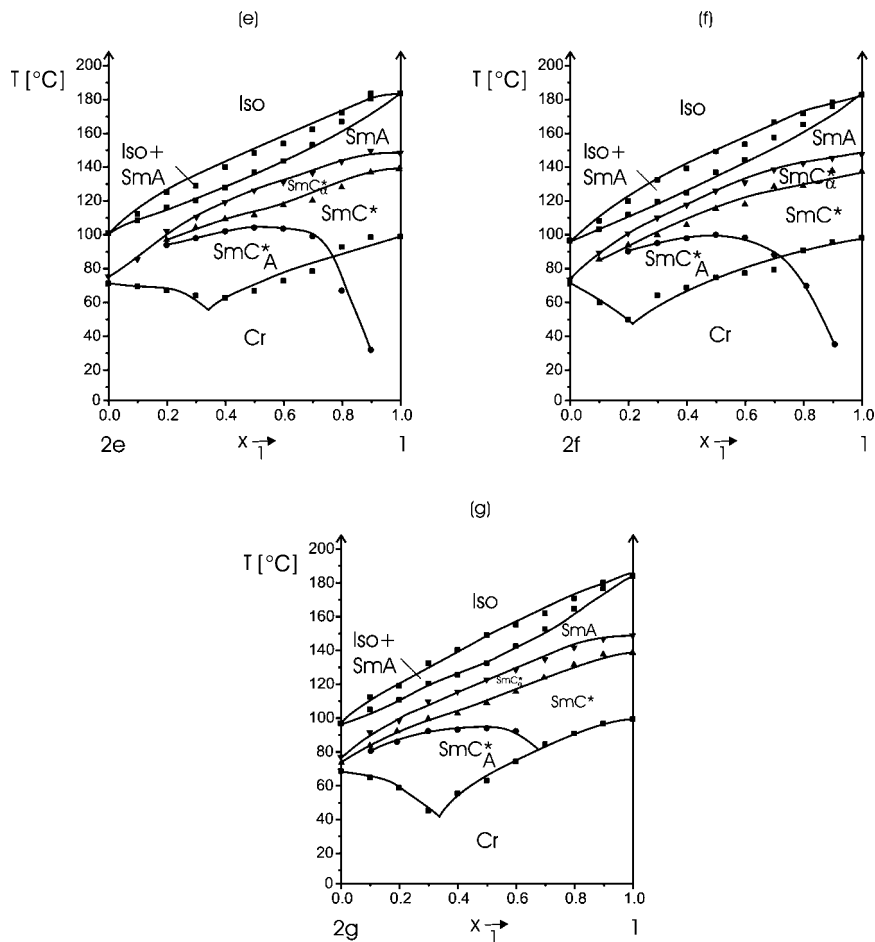 (e)
T [°C]
200
180
160
140
120
100
80
60
40
20
0
Iso
Iso+
SmA
SmA
SmC*α
SmC*
SmC*A
Cr
0.0 0.2 0.4 0.6 0.8 1.0
2e x1 → 1
(f)
T [°C]
200
180
160
140
120
100
80
60
40
20
0
Iso
Iso+
SmA
SmA
SmC*α
SmC*
SmC*A
Cr
0.0 0.2 0.4 0.6 0.8 1.0
2f x1 → 1
(g)
T [°C]
200
180
160
140
120
100
80
60
40
20
0
Iso
Iso+
SmA
SmA
SmC*α
SmC*
SmC*A
Cr
0.0 0.2 0.4 0.6 0.8 1.0
2g x1 → 1